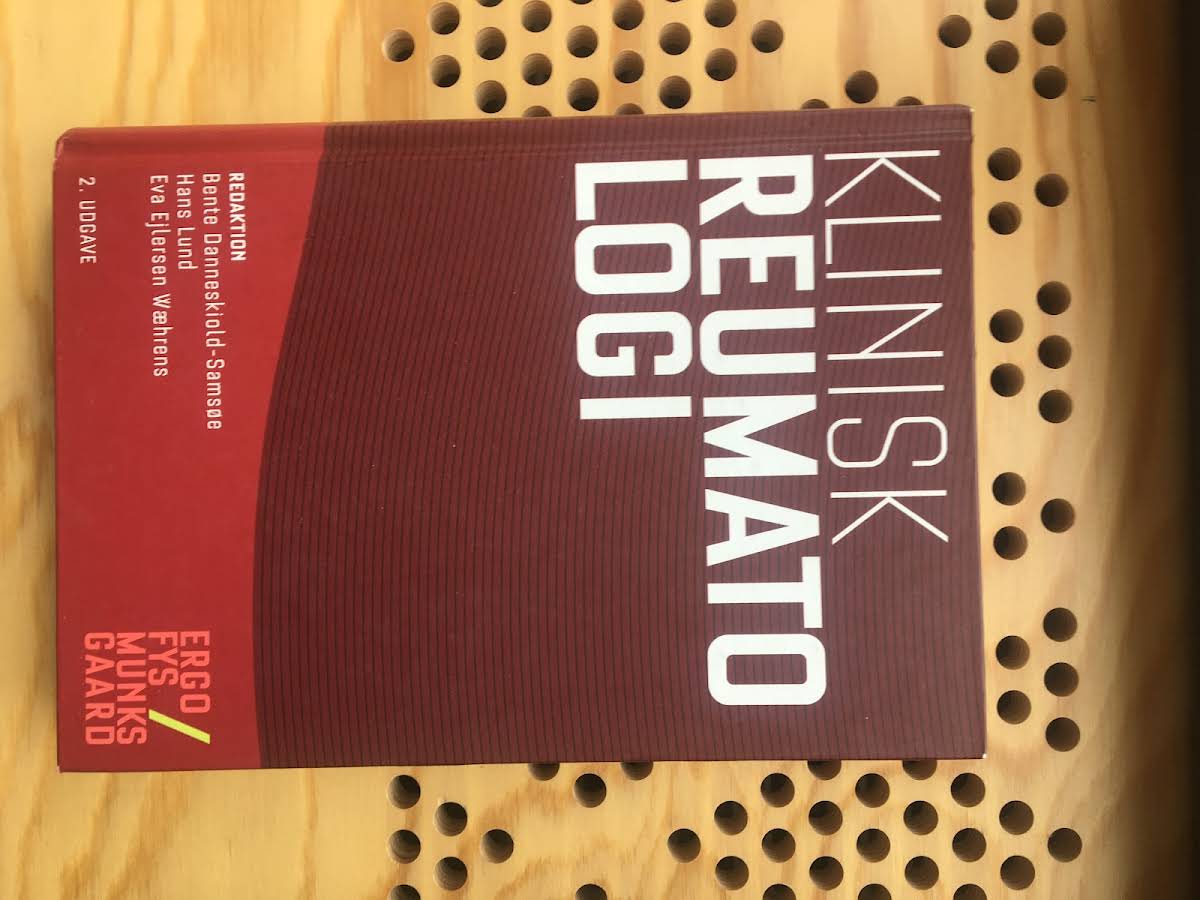 KLINISK
REUMATO
LOGI
REDAKTION
Bente Danneskiold-Samsøe
Hans Lund
Eva Ejlersen Wæhrens
2. UDGAVE
ERGO
FYS /
MUNKS
GAARD